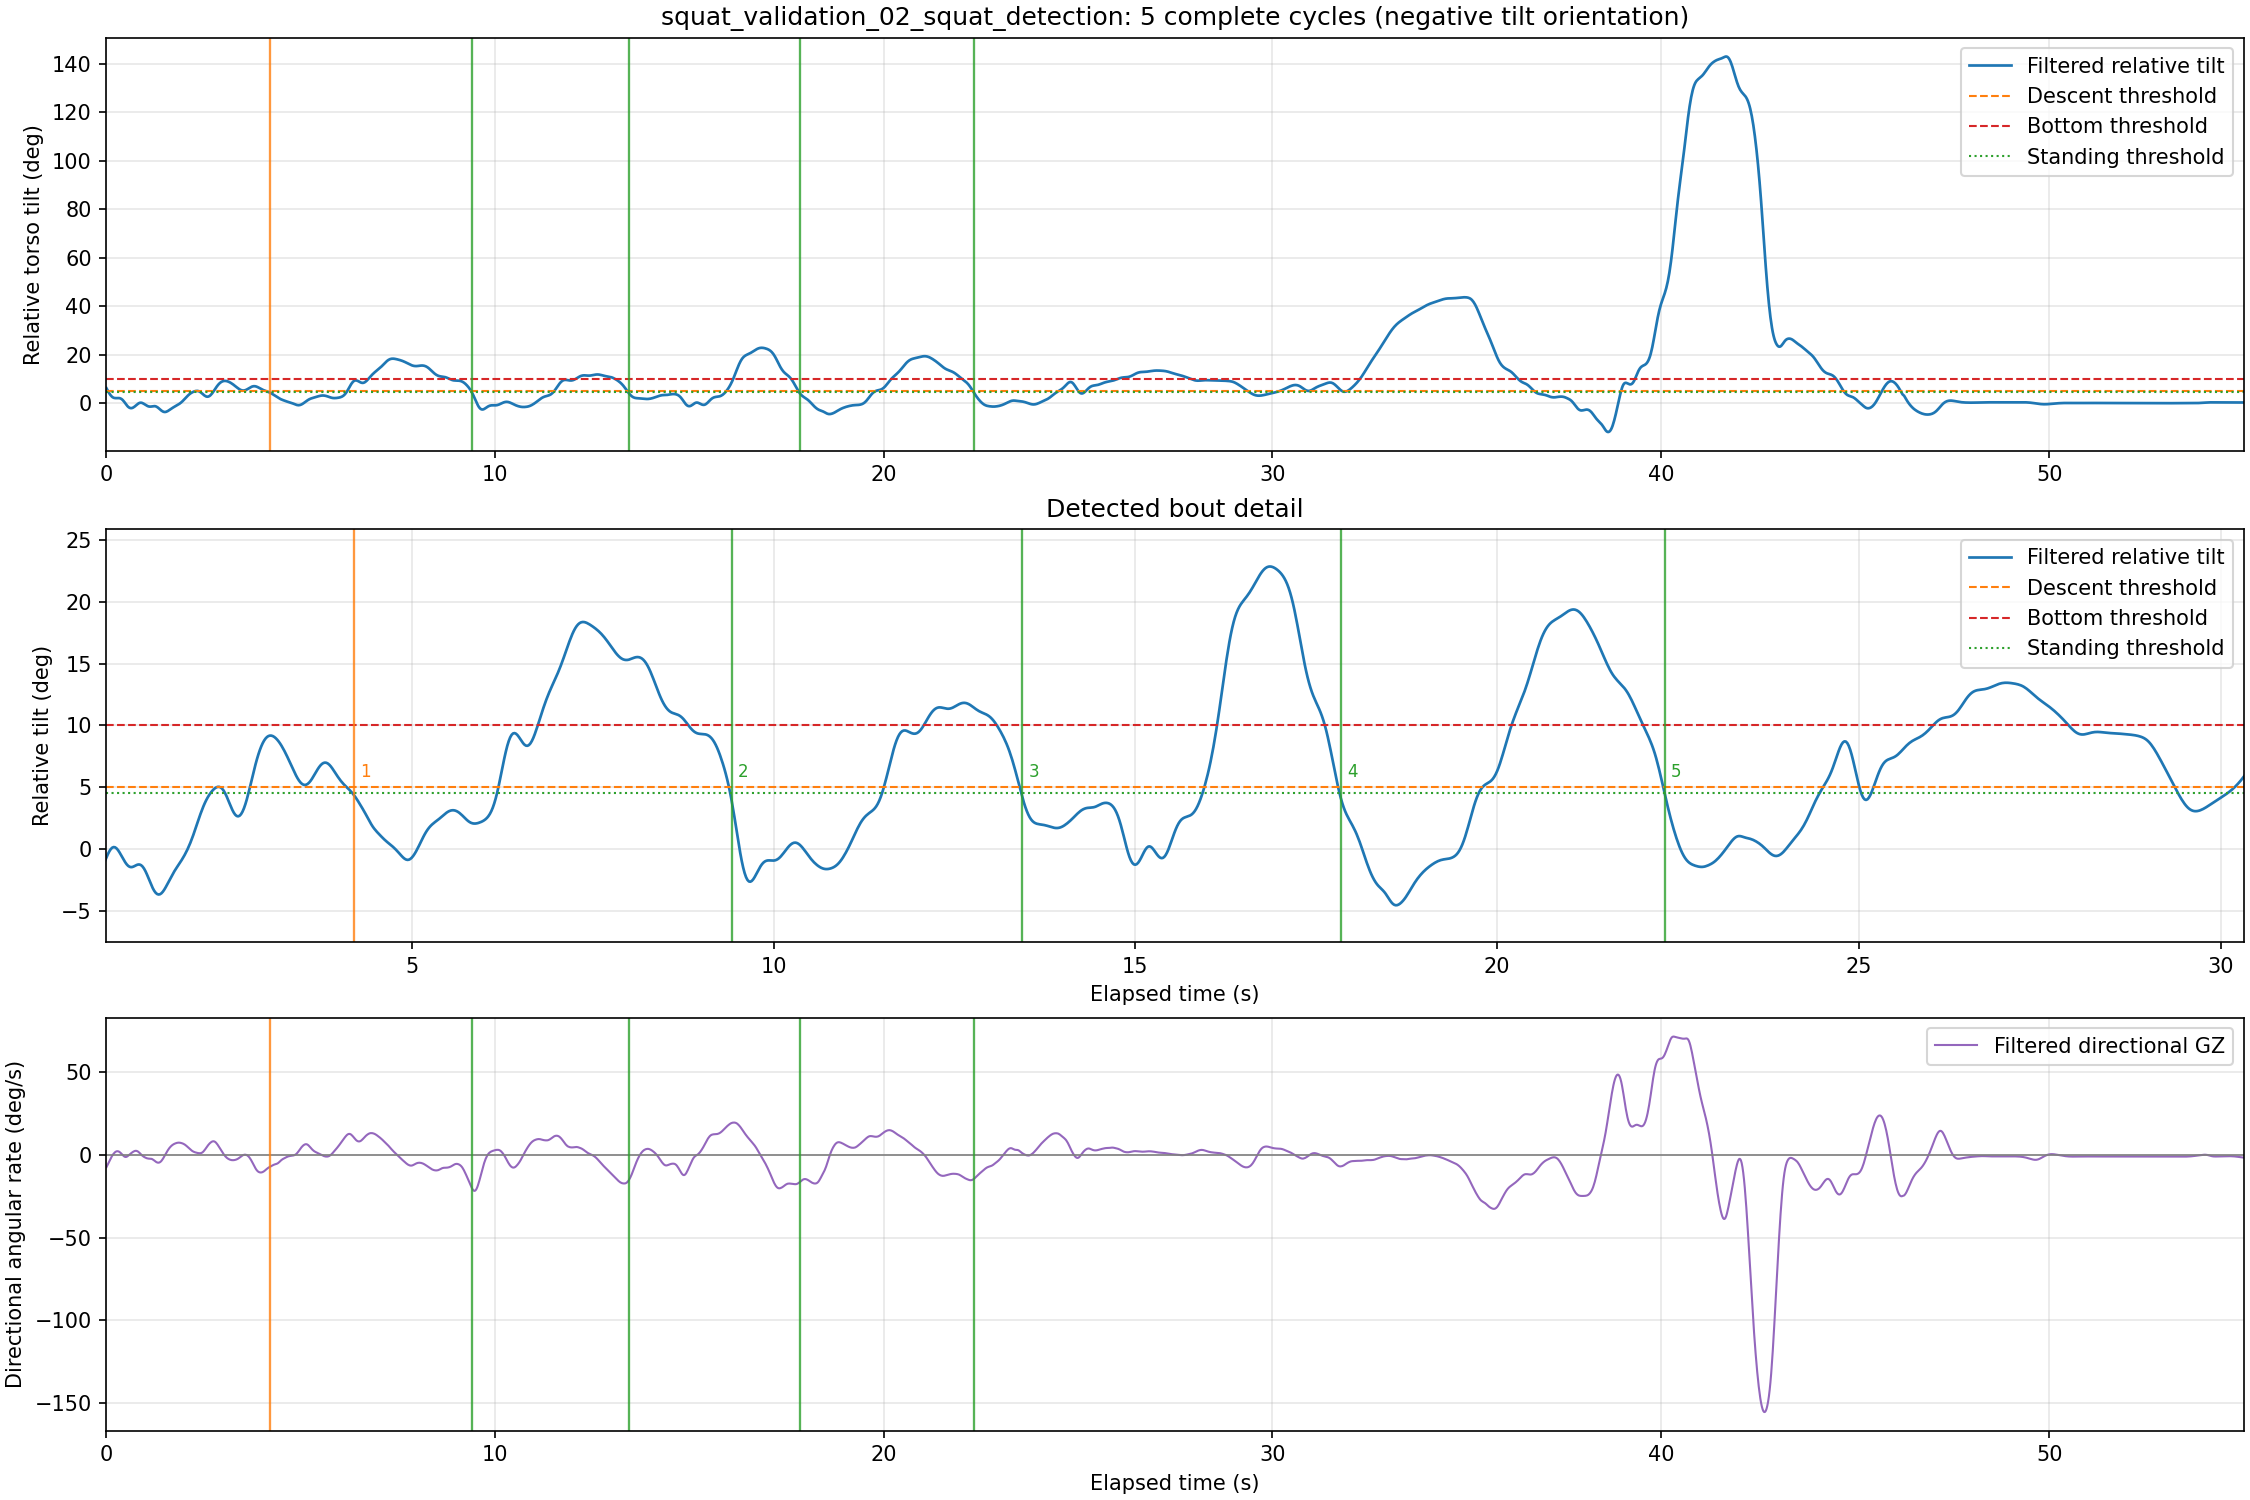 squat_validation_02_squat_detection: 5 complete cycles (negative tilt orientation)
Relative torso tilt (deg)
140
120
100
80
60
40
20
0
Filtered relative tilt
Descent threshold
Bottom threshold
Standing threshold
0 10 20 30 40 50
Detected bout detail
Relative tilt (deg)
25
20
15
10
5
0
−5
Filtered relative tilt
Descent threshold
Bottom threshold
Standing threshold
1 2 3 4 5
5 10 15 20 25 30
Elapsed time (s)
Directional angular rate (deg/s)
50
0
−50
−100
−150
Filtered directional GZ
0 10 20 30 40 50
Elapsed time (s)